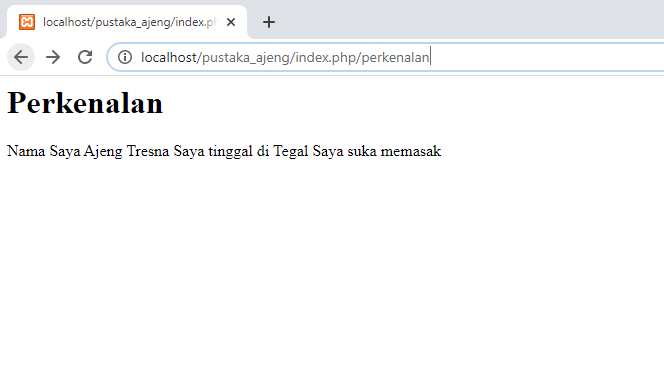 localhost/pustaka_ajeng/index.ph
localhost/pustaka_ajeng/index.php/perkenalan
Perkenalan
Nama Saya Ajeng Tresna Saya tinggal di Tegal Saya suka memasak